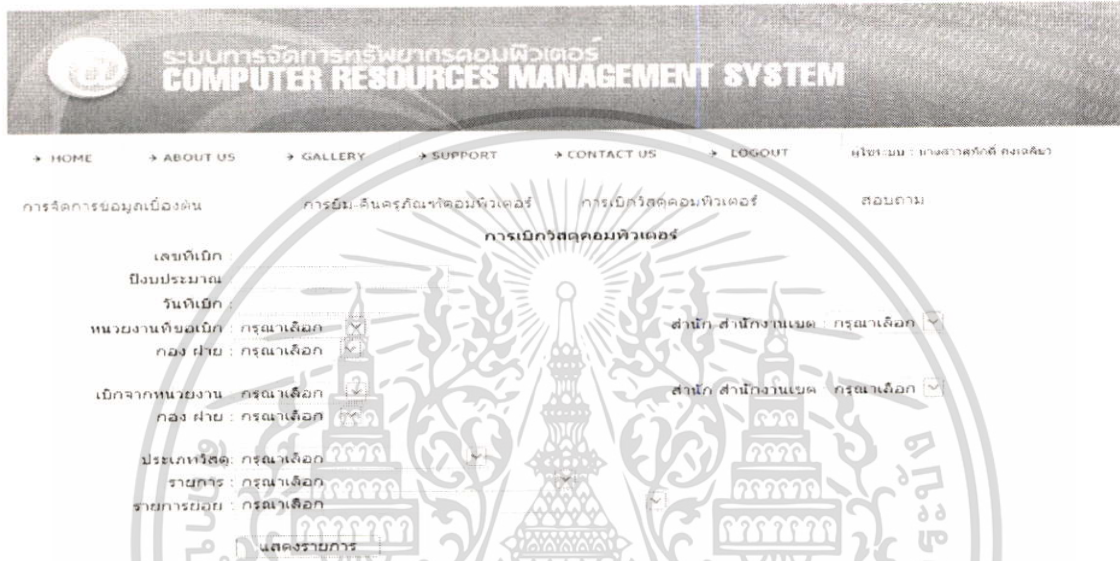 ระบบการจัดการทรัพยากรคอมพิวเตอร์
COMPUTER RESOURCES MANAGEMENT SYSTEM
→ HOME → ABOUT US → GALLERY → SUPPORT → CONTACT US → LOGOUT ผู้ใช้ระบบ :
การจัดการข้อมูลเบื้องต้น การยืม-คืนครุภัณฑ์คอมพิวเตอร์ การเบิกวัสดุคอมพิวเตอร์ สอบถาม
การเบิกวัสดุคอมพิวเตอร์
เลขที่เบิก :
ปีงบประมาณ :
วันที่เบิก :
หน่วยงานที่ขอเบิก : กรุณาเลือก สำนัก สำนักงานเขต : กรุณาเลือก
กอง ฝ่าย : กรุณาเลือก
เบิกจากหน่วยงาน : กรุณาเลือก สำนัก สำนักงานเขต : กรุณาเลือก
กอง ฝ่าย : กรุณาเลือก
ประเภทวัสดุ: กรุณาเลือก
รายการ : กรุณาเลือก
รายการย่อย : กรุณาเลือก
แสดงรายการ